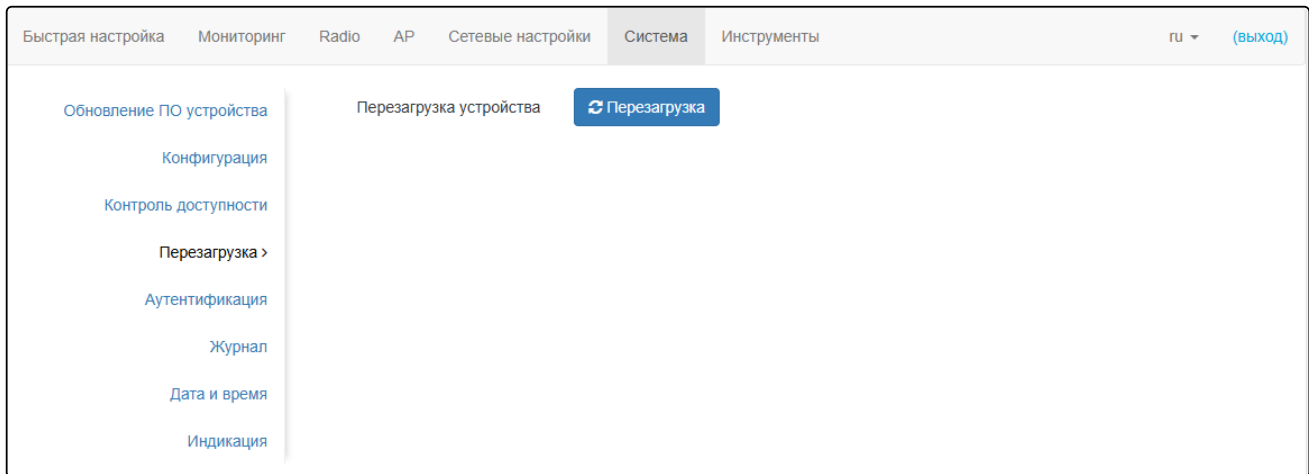 Быстрая настройка Мониторинг Radio AP Сетевые настройки Система Инструменты ru (выход)
Обновление ПО устройства
Перезагрузка устройства Перезагрузка
Конфигурация
Контроль доступности
Перезагрузка ›
Аутентификация
Журнал
Дата и время
Индикация